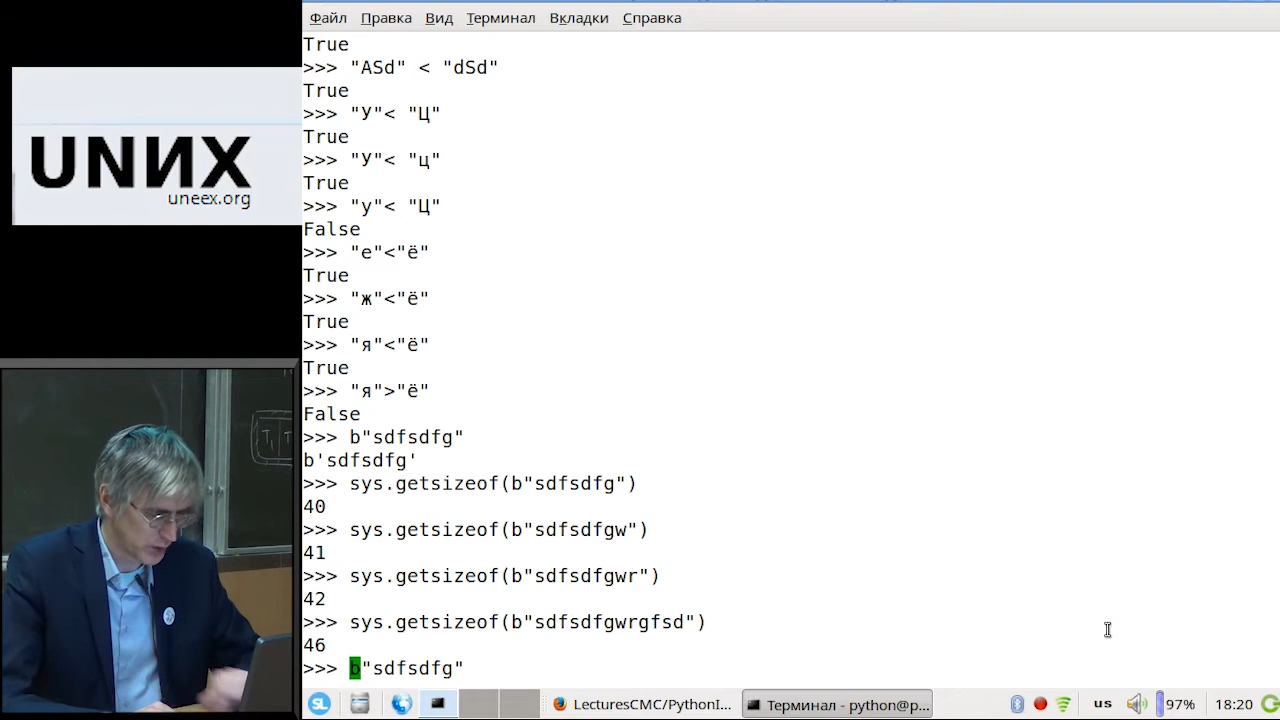 UNИX
uneex.org
Файл Правка Вид Терминал Вкладки Справка
True
>>> "ASd" < "dSd"
True
>>> "У"< "Ц"
True
>>> "У"< "ц"
True
>>> "у"< "Ц"
False
>>> "е"<"ё"
True
>>> "ж"<"ё"
True
>>> "я"<"ё"
True
>>> "я">"ё"
False
>>> b"sdfsdfg"
b'sdfsdfg'
>>> sys.getsizeof(b"sdfsdfg")
40
>>> sys.getsizeof(b"sdfsdfgw")
41
>>> sys.getsizeof(b"sdfsdfgwr")
42
>>> sys.getsizeof(b"sdfsdfgwrgfsd")
46
>>> b"sdfsdfg"
SL LecturesCMC/PythonI... Терминал - python@p... us 97% 18:20